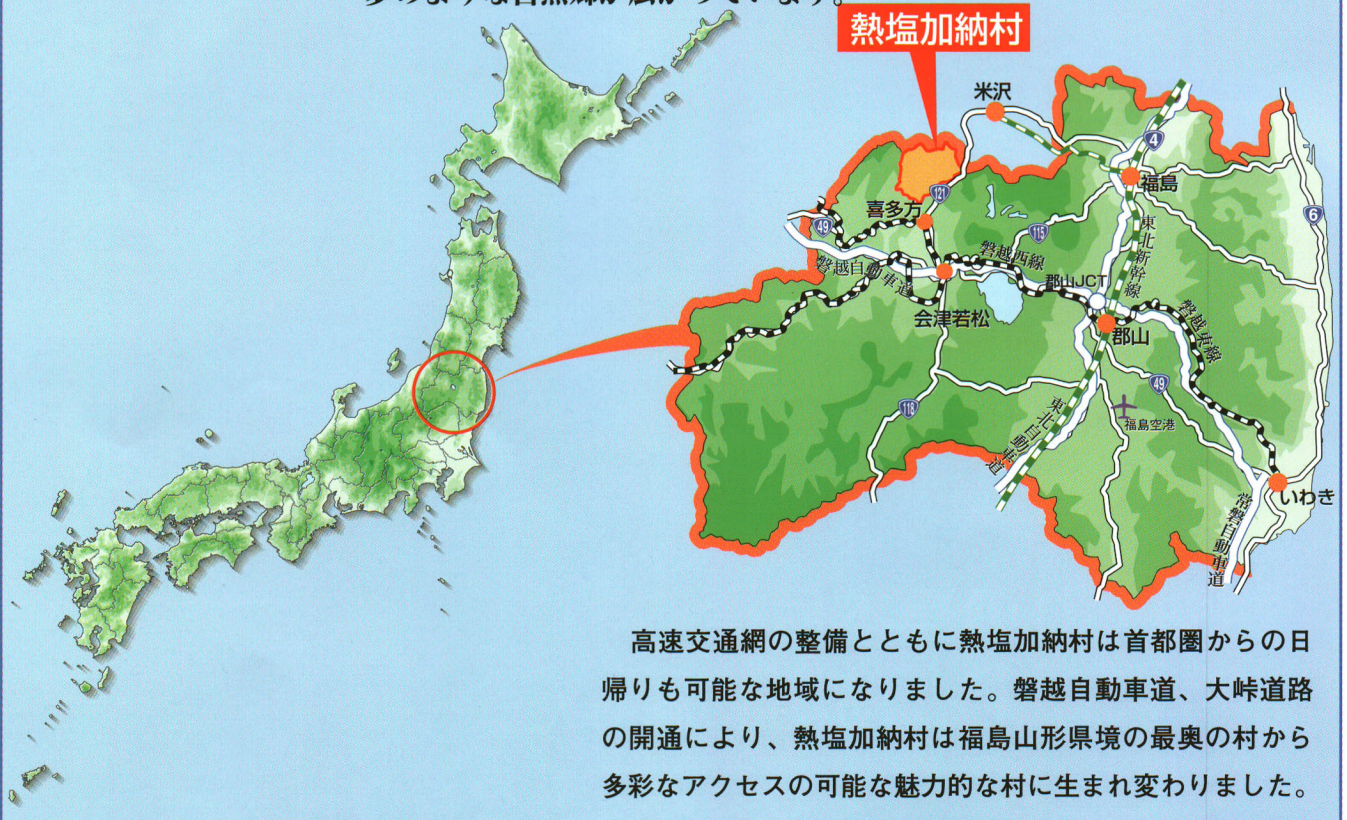 熱塩加納村
米沢
4
福島
6
121
喜多方
49
115
東北新幹線
磐越西線
磐越自動車道
郡山JCT
会津若松
郡山
磐越東線
49
118
福島空港
東北自動車道
いわき
常磐自動車道
高速交通網の整備とともに熱塩加納村は首都圏からの日
帰りも可能な地域になりました。磐越自動車道、大峠道路
の開通により、熱塩加納村は福島山形県境の最奥の村から
多彩なアクセスの可能な魅力的な村に生まれ変わりました。